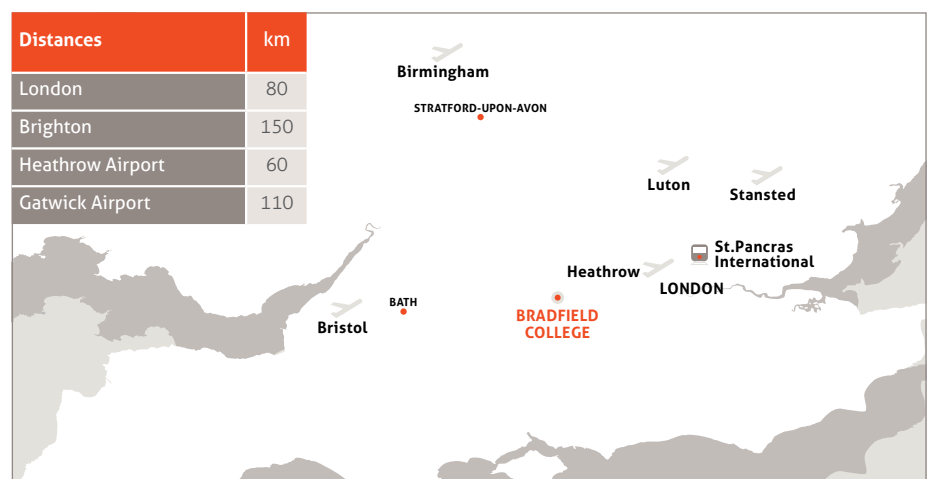 Distances km
London 80
Brighton 150
Heathrow Airport 60
Gatwick Airport 110
Birmingham
STRATFORD-UPON-AVON
Luton
Stansted
St.Pancras
International
Heathrow
LONDON
BATH
Bristol
BRADFIELD
COLLEGE